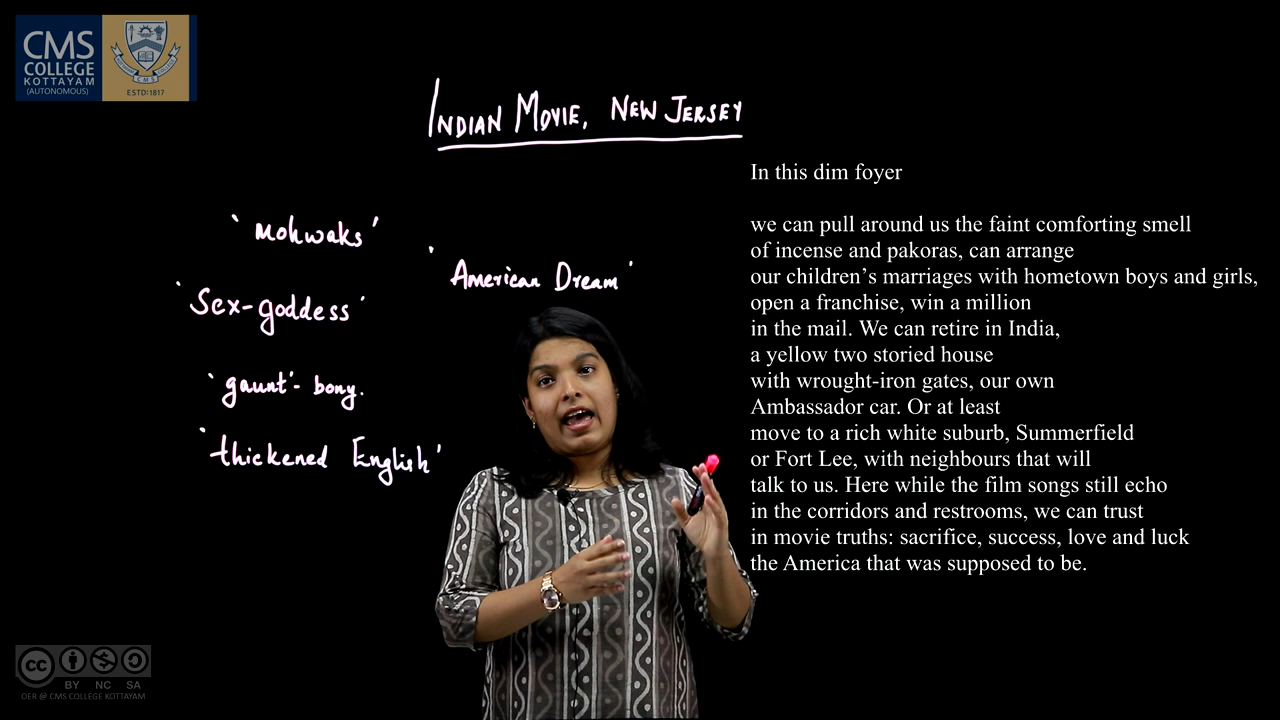 CMS
COLLEGE
KOTTAYAM
(AUTONOMOUS)
CMS
ESTD:1817
INDIAN MOVIE, NEW JERSEY
'Mohwaks'
'American Dream'
'Sex-goddess'
'gaunt'- bony.
'thickened English'
In this dim foyer
we can pull around us the faint comforting smell
of incense and pakoras, can arrange
our children's marriages with hometown boys and girls,
open a franchise, win a million
in the mail. We can retire in India,
a yellow two storied house
with wrought-iron gates, our own
Ambassador car. Or at least
move to a rich white suburb, Summerfield
or Fort Lee, with neighbours that will
talk to us. Here while the film songs still echo
in the corridors and restrooms, we can trust
in movie truths: sacrifice, success, love and luck
the America that was supposed to be.
cc
BY NC SA
OER @ CMS COLLEGE KOTTAYAM